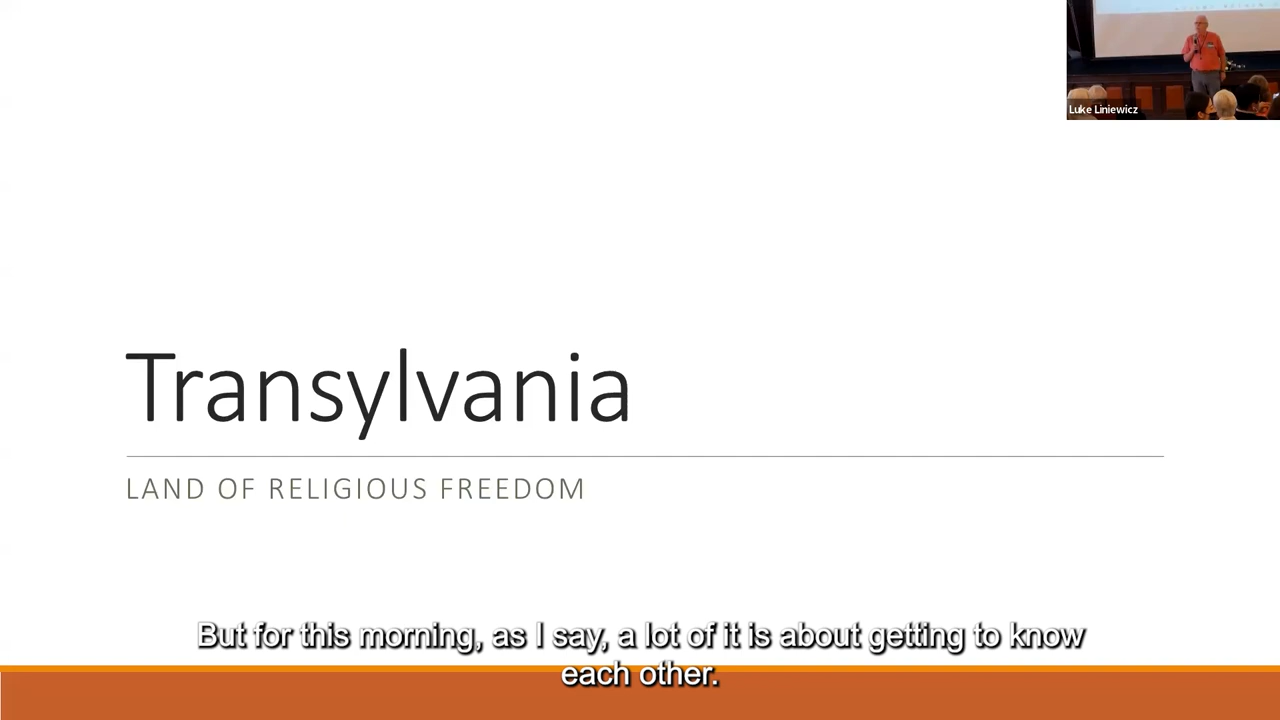 Luke Liniewicz
Transylvania
LAND OF RELIGIOUS FREEDOM
But for this morning, as I say, a lot of it is about getting to know
each other.